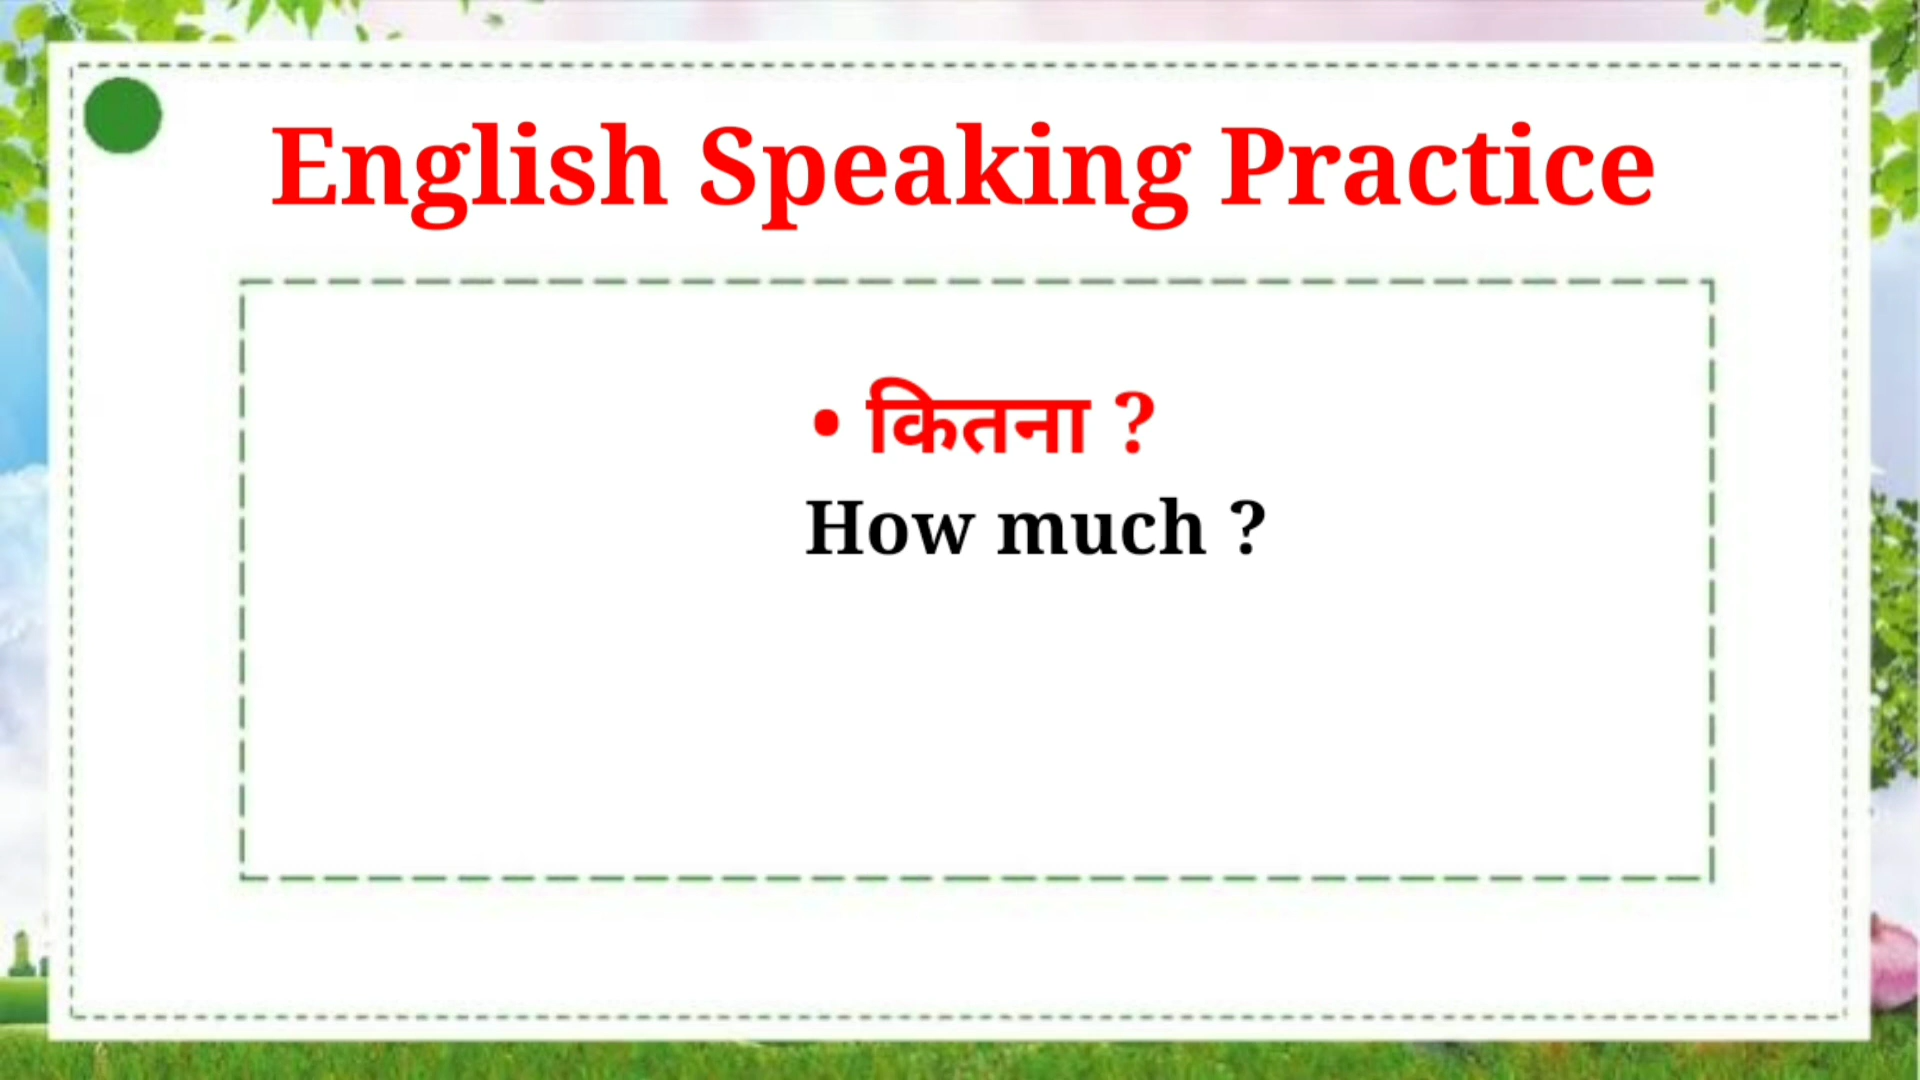 English Speaking Practice
• कितना ?
How much ?